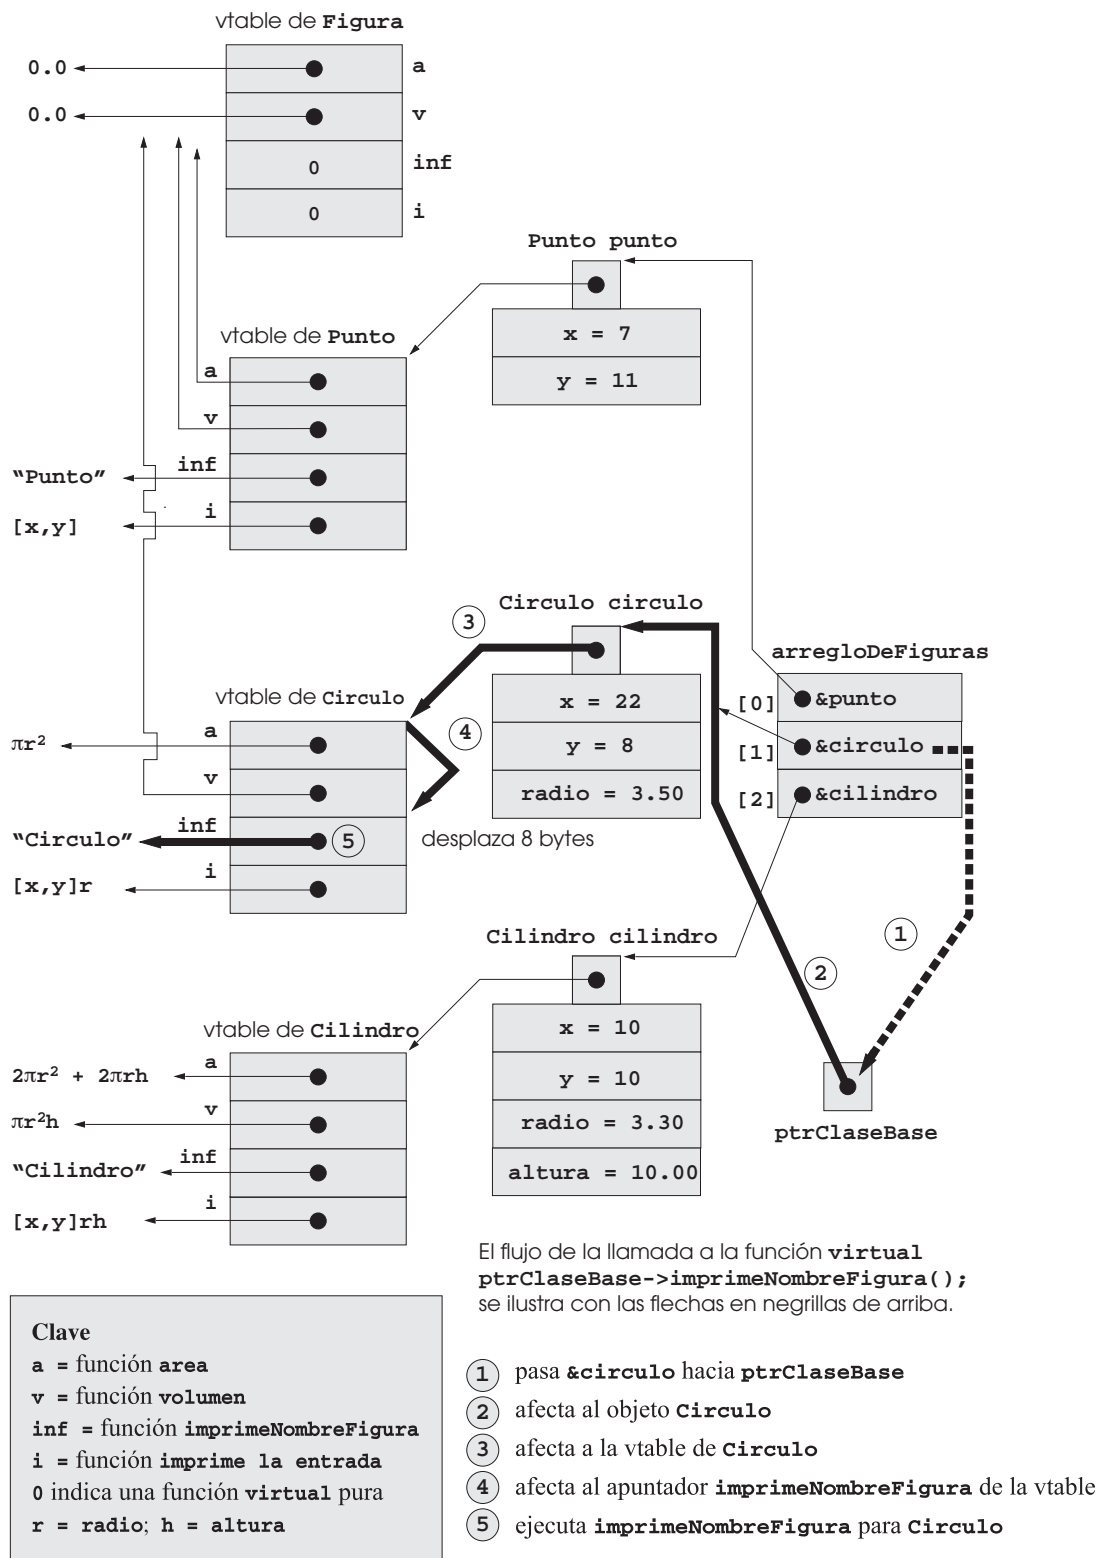 vtable de Figura
0.0
a
0.0
v
0
inf
0
i
Punto punto
x = 7
y = 11
vtable de Punto
a
v
"Punto"
inf
[x,y]
i
Circulo circulo
3
arregloDeFiguras
vtable de Circulo
x = 22
[0]
&punto
πr²
a
4
y = 8
[1]
&circulo
v
radio = 3.50
[2]
&cilindro
"Circulo"
inf
5
desplaza 8 bytes
[x,y]r
i
Cilindro cilindro
1
2
vtable de Cilindro
x = 10
2πr² + 2πrh
a
y = 10
πr²h
v
radio = 3.30
ptrClaseBase
"Cilindro"
inf
altura = 10.00
[x,y]rh
i
El flujo de la llamada a la función virtual
ptrClaseBase->imprimeNombreFigura();
se ilustra con las flechas en negrillas de arriba.
Clave
a = función area
v = función volumen
inf = función imprimeNombreFigura
i = función imprime la entrada
0 indica una función virtual pura
r = radio; h = altura
1 pasa &circulo hacia ptrClaseBase
2 afecta al objeto Circulo
3 afecta a la vtable de Circulo
4 afecta al apuntador imprimeNombreFigura de la vtable
5 ejecuta imprimeNombreFigura para Circulo